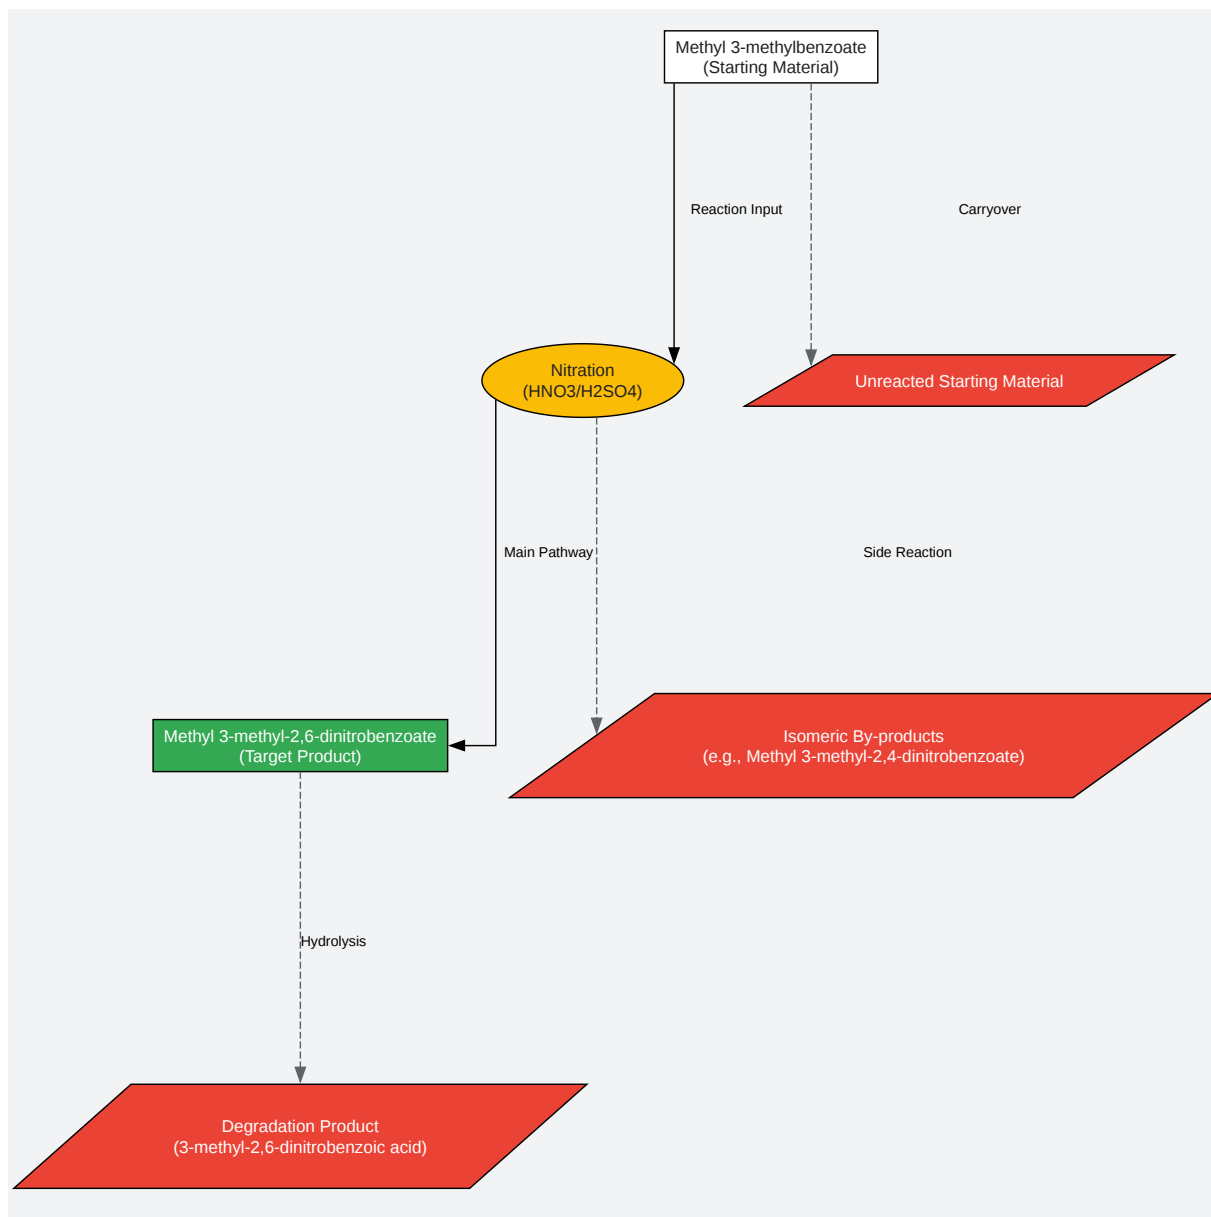 Methyl 3-methylbenzoate
(Starting Material)
Reaction Input
Carryover
Nitration
(HNO3/H2SO4)
Unreacted Starting Material
Main Pathway
Side Reaction
Methyl 3-methyl-2,6-dinitrobenzoate
(Target Product)
Isomeric By-products
(e.g., Methyl 3-methyl-2,4-dinitrobenzoate)
Hydrolysis
Degradation Product
(3-methyl-2,6-dinitrobenzoic acid)